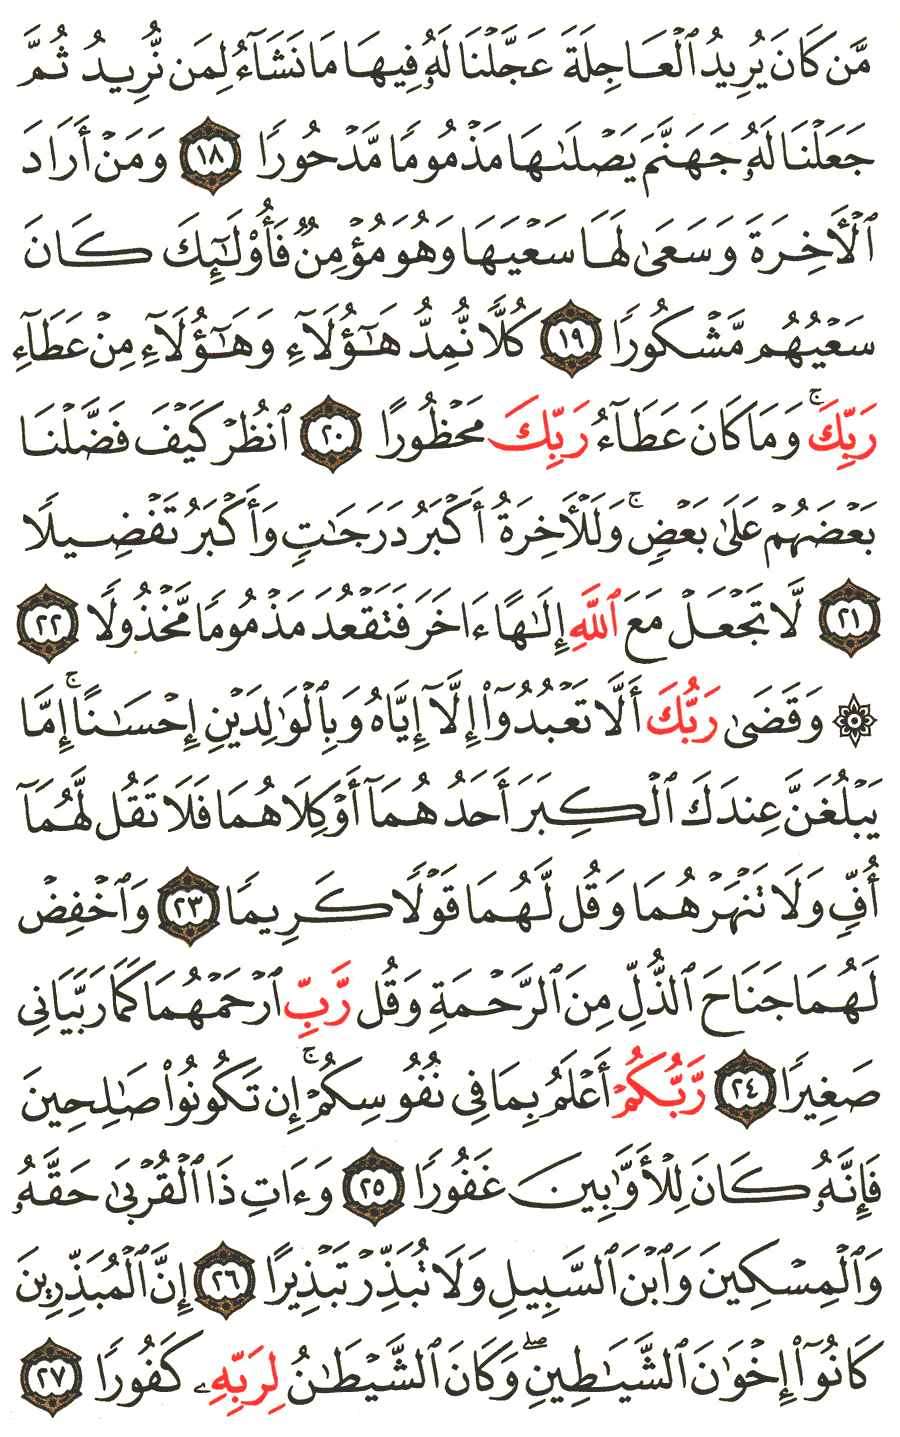 مَّن كَانَ يُرِيدُ ٱلْعَاجِلَةَ عَجَّلْنَا لَهُۥ فِيهَا مَا نَشَآءُ لِمَن نُّرِيدُ ثُمَّ
جَعَلْنَا لَهُۥ جَهَنَّمَ يَصْلَىٰهَا مَذْمُومًا مَّدْحُورًا ١٨ وَمَنْ أَرَادَ
ٱلْأَخِرَةَ وَسَعَىٰ لَهَا سَعْيَهَا وَهُوَ مُؤْمِنٌ فَأُو۟لَـٰٓئِكَ كَانَ
سَعْيُهُم مَّشْكُورًا ١٩ كُلًّا نُّمِدُّ هَـٰٓؤُلَآءِ وَهَـٰٓؤُلَآءِ مِنْ عَطَآءِ
رَبِّكَ ۚ وَمَا كَانَ عَطَآءُ رَبِّكَ مَحْظُورًا ٢٠ ٱنظُرْ كَيْفَ فَضَّلْنَا
بَعْضَهُمْ عَلَىٰ بَعْضٍ ۚ وَلَلْأَخِرَةُ أَكْبَرُ دَرَجَـٰتٍ وَأَكْبَرُ تَفْضِيلًا
٢١ لَّا تَجْعَلْ مَعَ ٱللَّهِ إِلَـٰهًا ءَاخَرَ فَتَقْعُدَ مَذْمُومًا مَّخْذُولًا ٢٢
۞ وَقَضَىٰ رَبُّكَ أَلَّا تَعْبُدُوٓا۟ إِلَّآ إِيَّاهُ وَبِٱلْوَٰلِدَيْنِ إِحْسَـٰنًا ۚ إِمَّا
يَبْلُغَنَّ عِندَكَ ٱلْكِبَرَ أَحَدُهُمَآ أَوْ كِلَاهُمَا فَلَا تَقُل لَّهُمَآ
أُفٍّ وَلَا تَنْهَرْهُمَا وَقُل لَّهُمَا قَوْلًا كَرِيمًا ٢٣ وَٱخْفِضْ
لَهُمَا جَنَاحَ ٱلذُّلِّ مِنَ ٱلرَّحْمَةِ وَقُل رَّبِّ ٱرْحَمْهُمَا كَمَا رَبَّيَانِى
صَغِيرًا ٢٤ رَّبُّكُمْ أَعْلَمُ بِمَا فِى نُفُوسِكُمْ ۚ إِن تَكُونُوا۟ صَـٰلِحِينَ
فَإِنَّهُۥ كَانَ لِلْأَوَّٰبِينَ غَفُورًا ٢٥ وَءَاتِ ذَا ٱلْقُرْبَىٰ حَقَّهُۥ
وَٱلْمِسْكِينَ وَٱبْنَ ٱلسَّبِيلِ وَلَا تُبَذِّرْ تَبْذِيرًا ٢٦ إِنَّ ٱلْمُبَذِّرِينَ
كَانُوٓا۟ إِخْوَٰنَ ٱلشَّيَـٰطِينِ ۖ وَكَانَ ٱلشَّيْطَـٰنُ لِرَبِّهِۦ كَفُورًا ٢٧